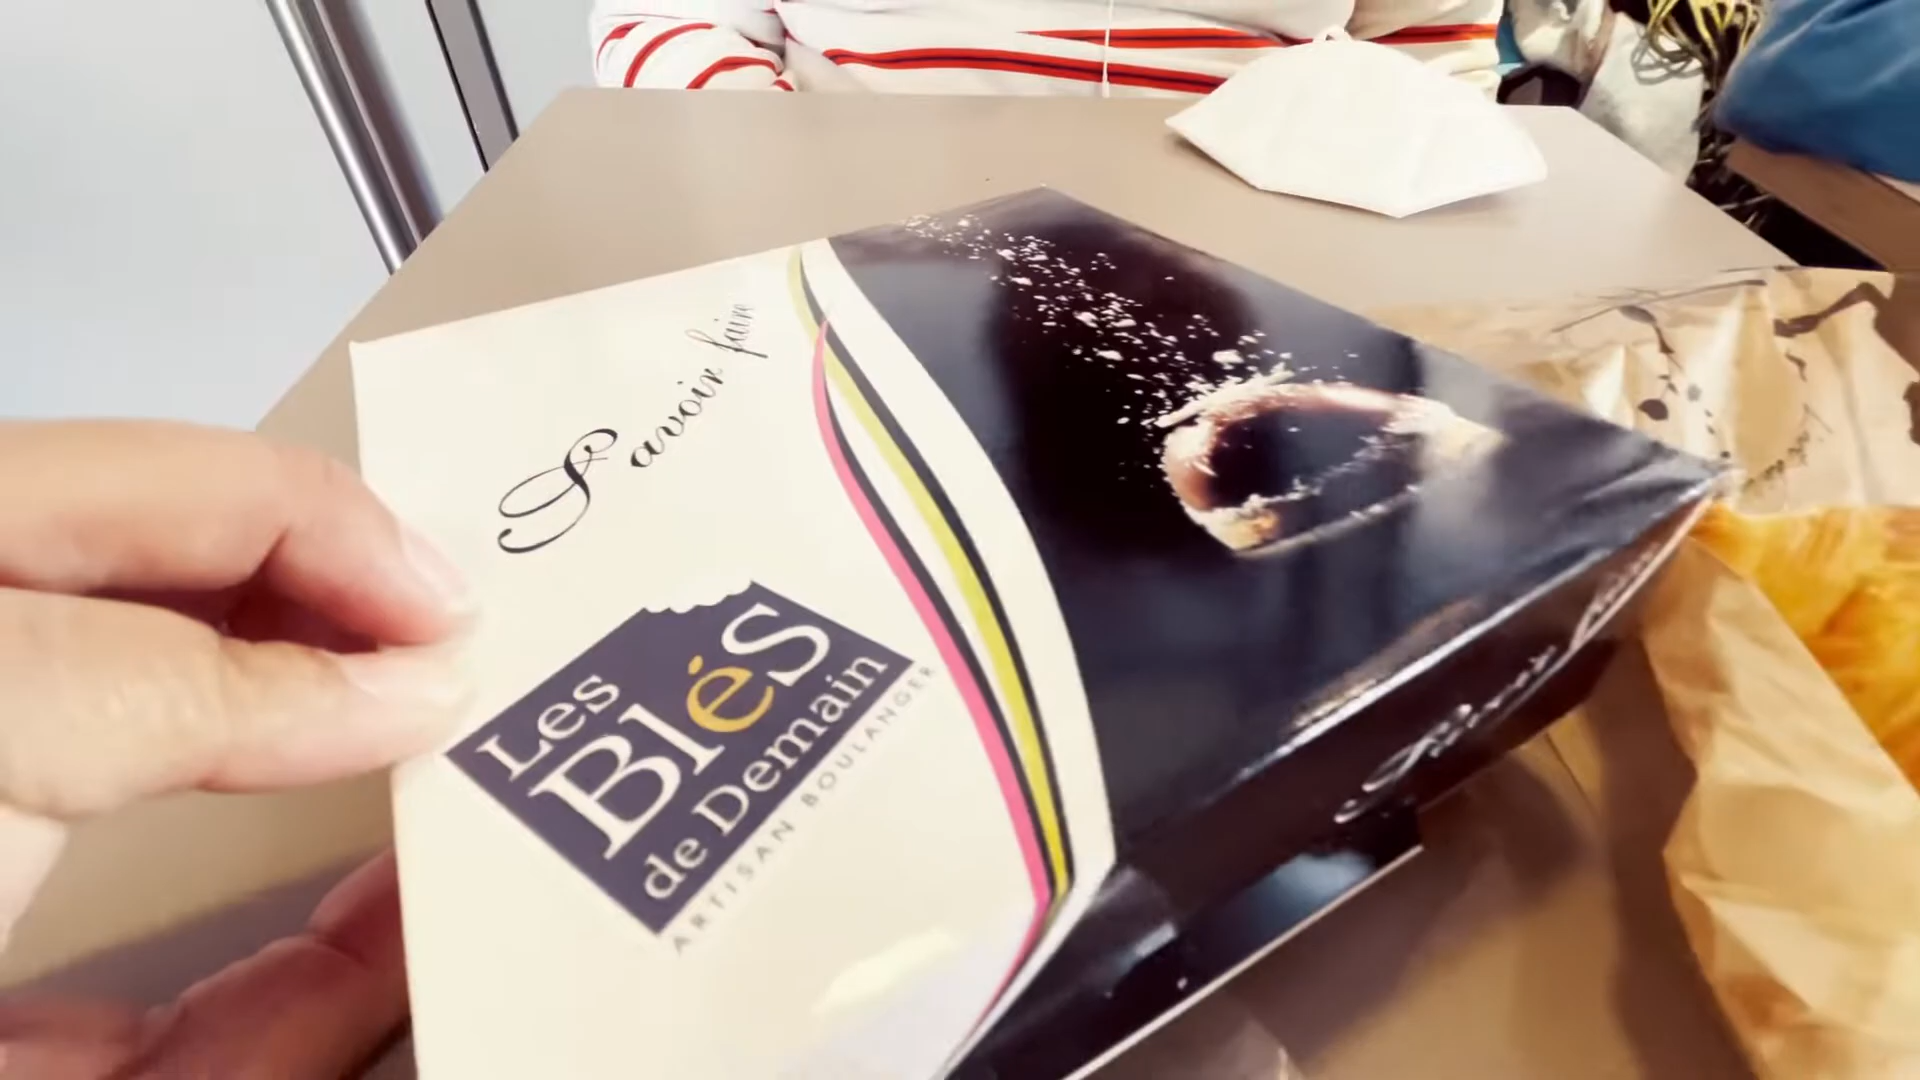 Savoir faire
Les
Blés
de Demain
ARTISAN BOULANGER